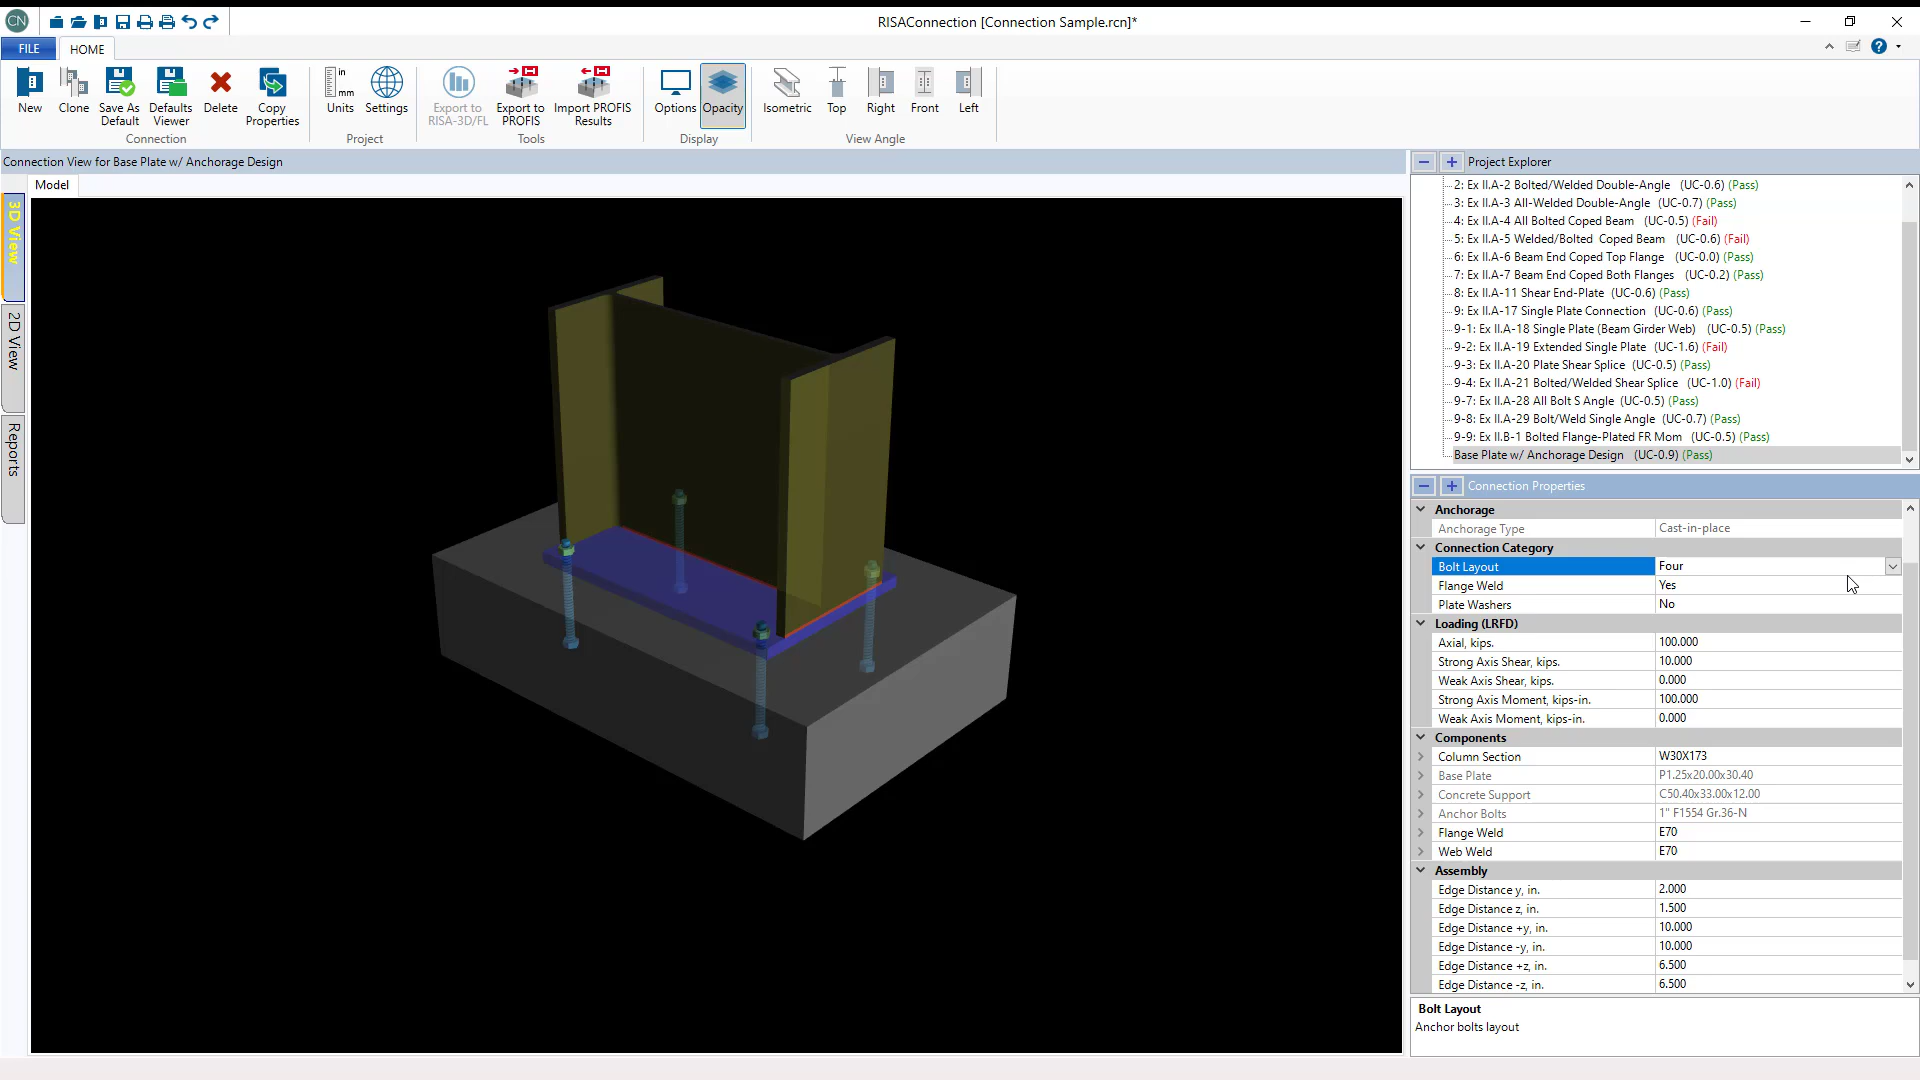 CN
RISAConnection [Connection Sample.rcn]*
FILE
HOME
New
Clone
Save As Default
Defaults Viewer
Delete
Copy Properties
Connection
in mm
Units
Settings
Project
Export to RISA-3D/FL
Export to PROFIS
Import PROFIS Results
Tools
Options
Opacity
Display
Isometric
Top
Right
Front
Left
View Angle
Connection View for Base Plate w/ Anchorage Design
Model
3D View
2D View
Reports
Project Explorer
2: Ex II.A-2 Bolted/Welded Double-Angle (UC-0.6) (Pass)
3: Ex II.A-3 All-Welded Double-Angle (UC-0.7) (Pass)
4: Ex II.A-4 All Bolted Coped Beam (UC-0.5) (Fail)
5: Ex II.A-5 Welded/Bolted Coped Beam (UC-0.6) (Fail)
6: Ex II.A-6 Beam End Coped Top Flange (UC-0.0) (Pass)
7: Ex II.A-7 Beam End Coped Both Flanges (UC-0.2) (Pass)
8: Ex II.A-11 Shear End-Plate (UC-0.6) (Pass)
9: Ex II.A-17 Single Plate Connection (UC-0.6) (Pass)
9-1: Ex II.A-18 Single Plate (Beam Girder Web) (UC-0.5) (Pass)
9-2: Ex II.A-19 Extended Single Plate (UC-1.6) (Fail)
9-3: Ex II.A-20 Plate Shear Splice (UC-0.5) (Pass)
9-4: Ex II.A-21 Bolted/Welded Shear Splice (UC-1.0) (Fail)
9-7: Ex II.A-28 All Bolt S Angle (UC-0.5) (Pass)
9-8: Ex II.A-29 Bolt/Weld Single Angle (UC-0.7) (Pass)
9-9: Ex II.B-1 Bolted Flange-Plated FR Mom (UC-0.5) (Pass)
Base Plate w/ Anchorage Design (UC-0.9) (Pass)
Connection Properties
Anchorage
Anchorage Type Cast-in-place
Connection Category
Bolt Layout Four
Flange Weld Yes
Plate Washers No
Loading (LRFD)
Axial, kips. 100.000
Strong Axis Shear, kips. 10.000
Weak Axis Shear, kips. 0.000
Strong Axis Moment, kips-in. 100.000
Weak Axis Moment, kips-in. 0.000
Components
Column Section W30X173
Base Plate P1.25x20.00x30.40
Concrete Support C50.40x33.00x12.00
Anchor Bolts 1" F1554 Gr.36-N
Flange Weld E70
Web Weld E70
Assembly
Edge Distance y, in. 2.000
Edge Distance z, in. 1.500
Edge Distance +y, in. 10.000
Edge Distance -y, in. 10.000
Edge Distance +z, in. 6.500
Edge Distance -z, in. 6.500
Bolt Layout
Anchor bolts layout